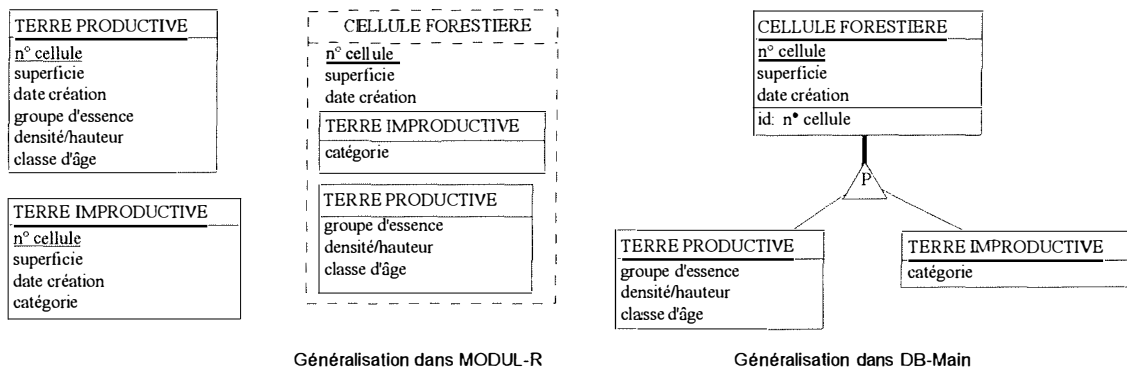 TERRE PRODUCTIVE
n° cellule
superficie
date création
groupe d'essence
densité/hauteur
classe d'âge
TERRE IMPRODUCTIVE
n° cellule
superficie
date création
catégorie
CELLULE FORESTIERE
n° cellule
superficie
date création
TERRE IMPRODUCTIVE
catégorie
TERRE PRODUCTIVE
groupe d'essence
densité/hauteur
classe d'âge
Généralisation dans MODUL-R
CELLULE FORESTIERE
n° cellule
superficie
date création
id: n° cellule
P
TERRE PRODUCTIVE
groupe d'essence
densité/hauteur
classe d'âge
TERRE IMPRODUCTIVE
catégorie
Généralisation dans DB-Main